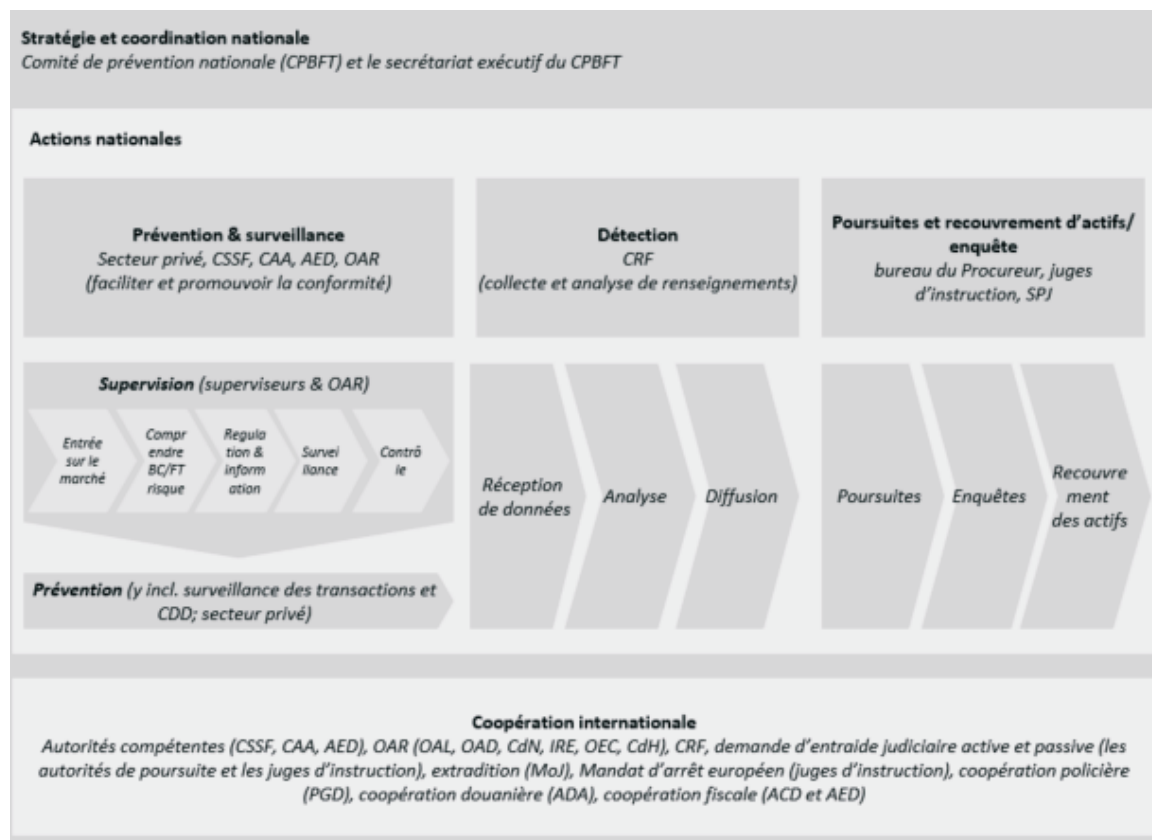 Stratégie et coordination nationale
Comité de prévention nationale (CPBFT) et le secrétariat exécutif du CPBFT
Actions nationales
Prévention & surveillance
Secteur privé, CSSF, CAA, AED, OAR
(faciliter et promouvoir la conformité)
Détection
CRF
(collecte et analyse de renseignements)
Poursuites et recouvrement d'actifs/
enquête
bureau du Procureur, juges
d'instruction, SPJ
Supervision (superviseurs & OAR)
Entrée
sur le
marché
Compr
endre
BC/FT
risque
Regula
tion &
inform
ation
Survei
llance
Contrô
le
Prévention (y incl. surveillance des transactions et
CDD; secteur privé)
Réception
de données
Analyse
Diffusion
Poursuites
Enquêtes
Recouvre
ment
des actifs
Coopération internationale
Autorités compétentes (CSSF, CAA, AED), OAR (OAL, OAD, CdN, IRE, OEC, CdH), CRF, demande d'entraide judiciaire active et passive (les
autorités de poursuite et les juges d'instruction), extradition (MoJ), Mandat d'arrêt européen (juges d'instruction), coopération policière
(PGD), coopération douanière (ADA), coopération fiscale (ACD et AED)